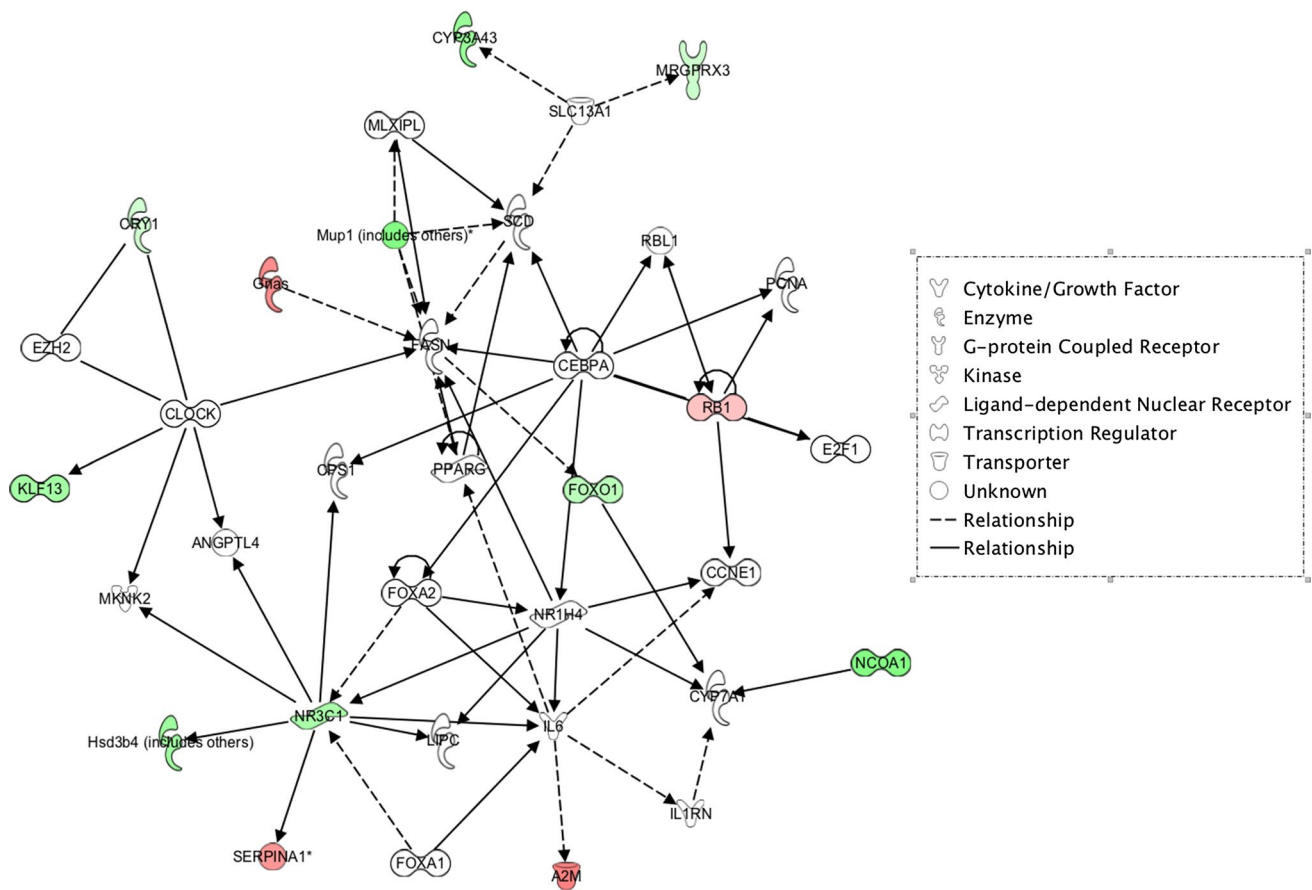 CYP3A43
MRGPRX3
SLC13A1
MLXIPL
CRY1
SCD
Mup1 (includes others)*
RBL1
Gnas
PCNA
EZH2
FASN
CEBPA
CLOCK
RB1
E2F1
CPS1
PPARG
KLF13
FOXO1
ANGPTL4
CCNE1
MKNK2
FOXA2
NR1H4
NCOA1
CYP7A1
NR3C1
IL6
Hsd3b4 (includes others)
LIPC
IL1RN
SERPINA1*
FOXA1
A2M
Cytokine/Growth Factor
Enzyme
G-protein Coupled Receptor
Kinase
Ligand-dependent Nuclear Receptor
Transcription Regulator
Transporter
Unknown
Relationship
Relationship